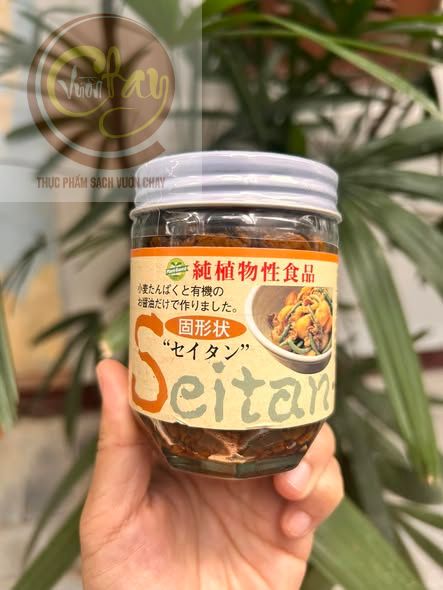 Vườn
Chay
THỰC PHẨM SẠCH VƯỜN CHAY
純植物性食品
小麦たんぱくと有機の
お醤油だけで作りました。
固形状
“セイタン”
Seitan